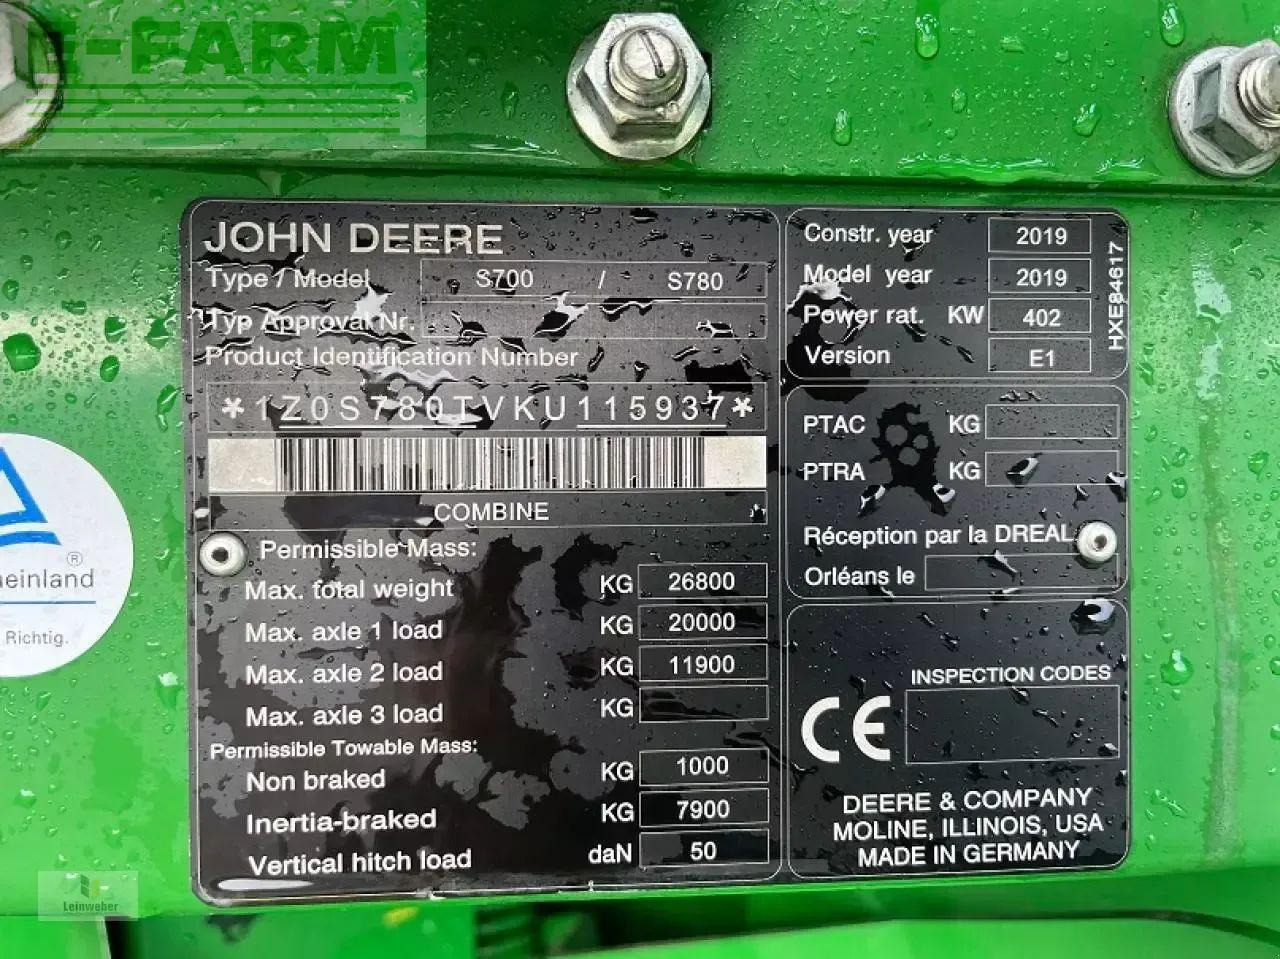 E-FARM
JOHN DEERE
Type / Model S700 / S780
Typ Approval Nr.
Product Identification Number
*1Z0S780TVKU115937*
COMBINE
Permissible Mass:
Max. total weight KG 26800
Max. axle 1 load KG 20000
Max. axle 2 load KG 11900
Max. axle 3 load KG
Permissible Towable Mass:
Non braked KG 1000
Inertia-braked KG 7900
Vertical hitch load daN 50
Constr. year 2019
Model year 2019
Power rat. KW 402
Version E1
HXE84617
PTAC KG
PTRA KG
Réception par la DREAL
Orléans le
INSPECTION CODES
CE
DEERE & COMPANY
MOLINE, ILLINOIS, USA
MADE IN GERMANY
®
heinland
Richtig.
Leinweber